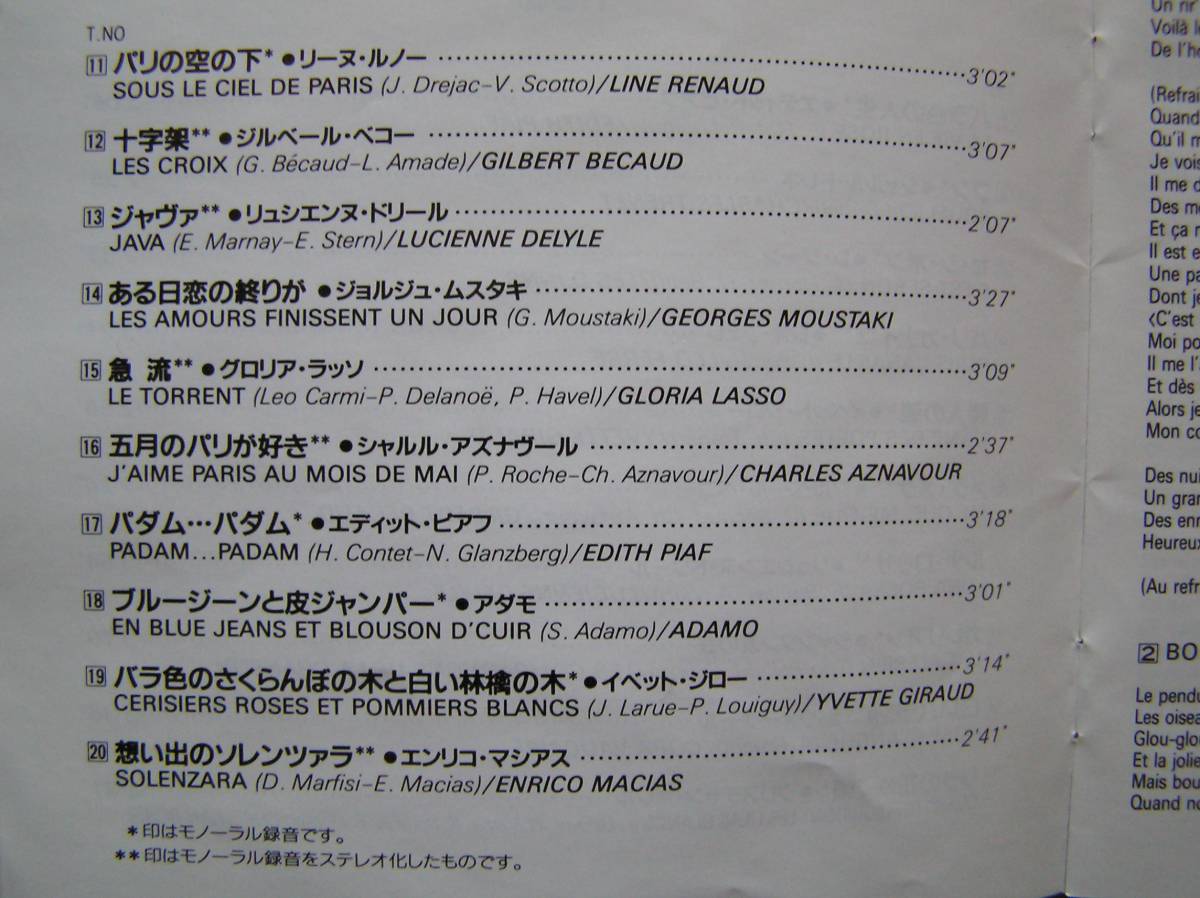 T.NO
11 パリの空の下* ●リーヌ・ルノー ……3′02″
SOUS LE CIEL DE PARIS (J. Drejac–V. Scotto)/LINE RENAUD
12 十字架** ●ジルベール・ベコー ……3′07″
LES CROIX (G. Bécaud–L. Amade)/GILBERT BECAUD
13 ジャヴァ** ●リュシエンヌ・ドリール ……2′07″
JAVA (E. Marnay–E. Stern)/LUCIENNE DELYLE
14 ある日恋の終りが ●ジョルジュ・ムスタキ ……3′27″
LES AMOURS FINISSENT UN JOUR (G. Moustaki)/GEORGES MOUSTAKI
15 急 流** ●グロリア・ラッソ ……3′09″
LE TORRENT (Leo Carmi–P. Delanoë, P. Havel)/GLORIA LASSO
16 五月のパリが好き** ●シャルル・アズナヴール ……2′37″
J'AIME PARIS AU MOIS DE MAI (P. Roche–Ch. Aznavour)/CHARLES AZNAVOUR
17 パダム…パダム* ●エディット・ピアフ ……3′18″
PADAM...PADAM (H. Contet–N. Glanzberg)/EDITH PIAF
18 ブルージーンと皮ジャンパー* ●アダモ ……3′01″
EN BLUE JEANS ET BLOUSON D'CUIR (S. Adamo)/ADAMO
19 バラ色のさくらんぼの木と白い林檎の木* ●イベット・ジロー ……3′14″
CERISIERS ROSES ET POMMIERS BLANCS (J. Larue–P. Louiguy)/YVETTE GIRAUD
20 想い出のソレンツァラ** ●エンリコ・マシアス ……2′41″
SOLENZARA (D. Marfisi–E. Macias)/ENRICO MACIAS
*印はモノーラル録音です。
**印はモノーラル録音をステレオ化したものです。
Un rir'
Voilà l
De l'h
(Refrai
Quand
Qu'il m
Je vois
Il me d
Des m
Et ça r
Il est e
Une pa
Dont je
‹C'est
Moi po
Il me l'
Et dès
Alors je
Mon co
Des nui
Un gran
Des enn
Heureux
(Au refr
2 BO
Le pendu
Les oisea
Glou-glou
Et la jolie
Mais bou
Quand no